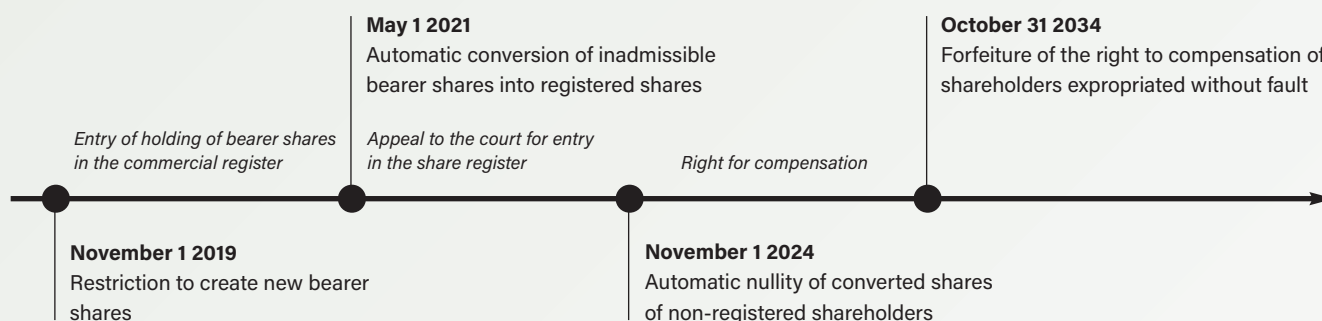 May 1 2021
Automatic conversion of inadmissible
bearer shares into registered shares
October 31 2034
Forfeiture of the right to compensation of
shareholders expropriated without fault
Entry of holding of bearer shares
in the commercial register
Appeal to the court for entry
in the share register
Right for compensation
November 1 2019
Restriction to create new bearer
shares
November 1 2024
Automatic nullity of converted shares
of non-registered shareholders